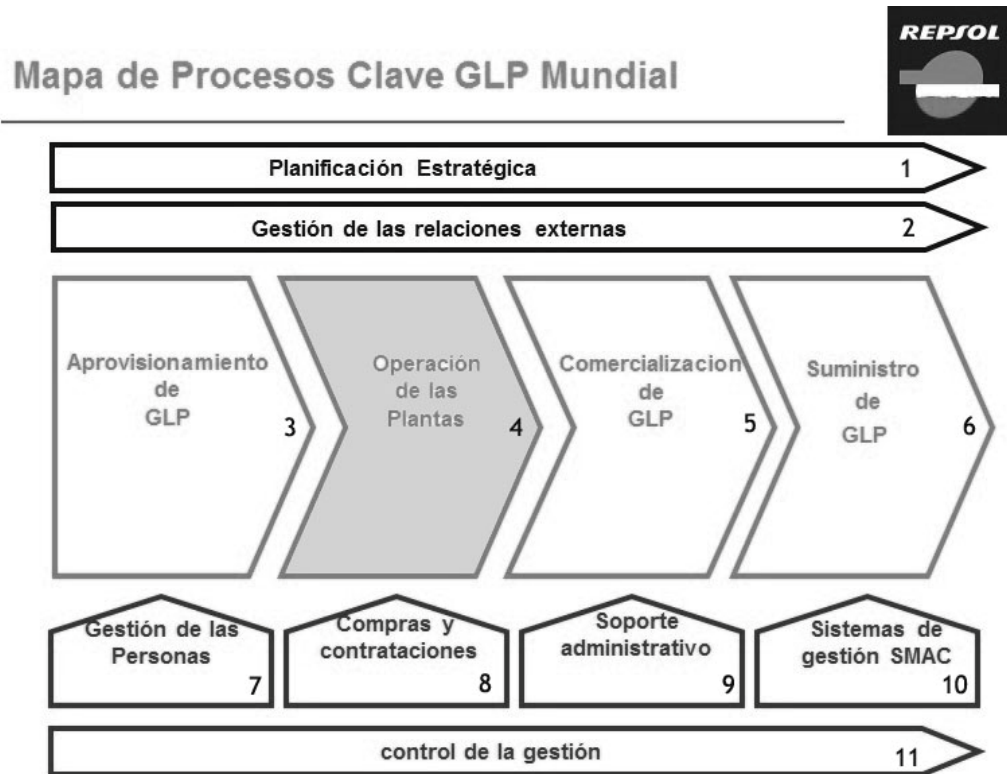 REPSOL
Mapa de Procesos Clave GLP Mundial
Planificación Estratégica 1
Gestión de las relaciones externas 2
Aprovisionamiento
de
GLP
3
Operación
de las
Plantas
4
Comercializacion
de
GLP
5
Suministro
de
GLP
6
Gestión de las
Personas
7
Compras y
contrataciones
8
Soporte
administrativo
9
Sistemas de
gestión SMAC
10
control de la gestión 11